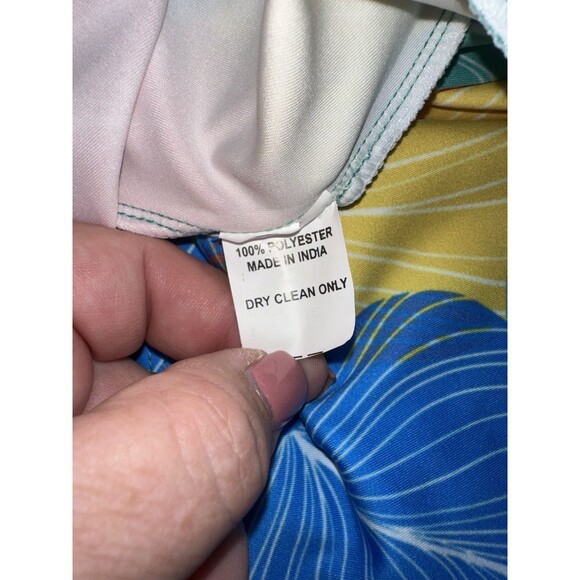 100% POLYESTER
MADE IN INDIA
DRY CLEAN ONLY